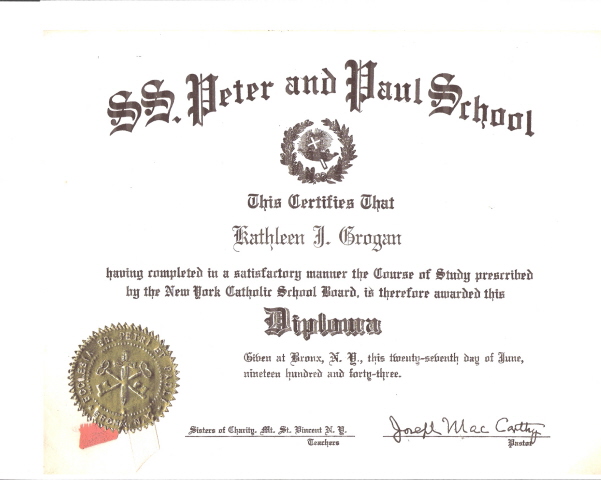 SS. Peter and Paul School
This Certifies That
Kathleen J. Grogan
having completed in a satisfactory manner the Course of Study prescribed
by the New York Catholic School Board, is therefore awarded this
Diploma
Given at Bronx, N. Y., this twenty-seventh day of June,
nineteen hundred and forty-three.
Sisters of Charity, Mt. St. Vincent N. Y.
Teachers
Joseph Mac Carthy
Pastor